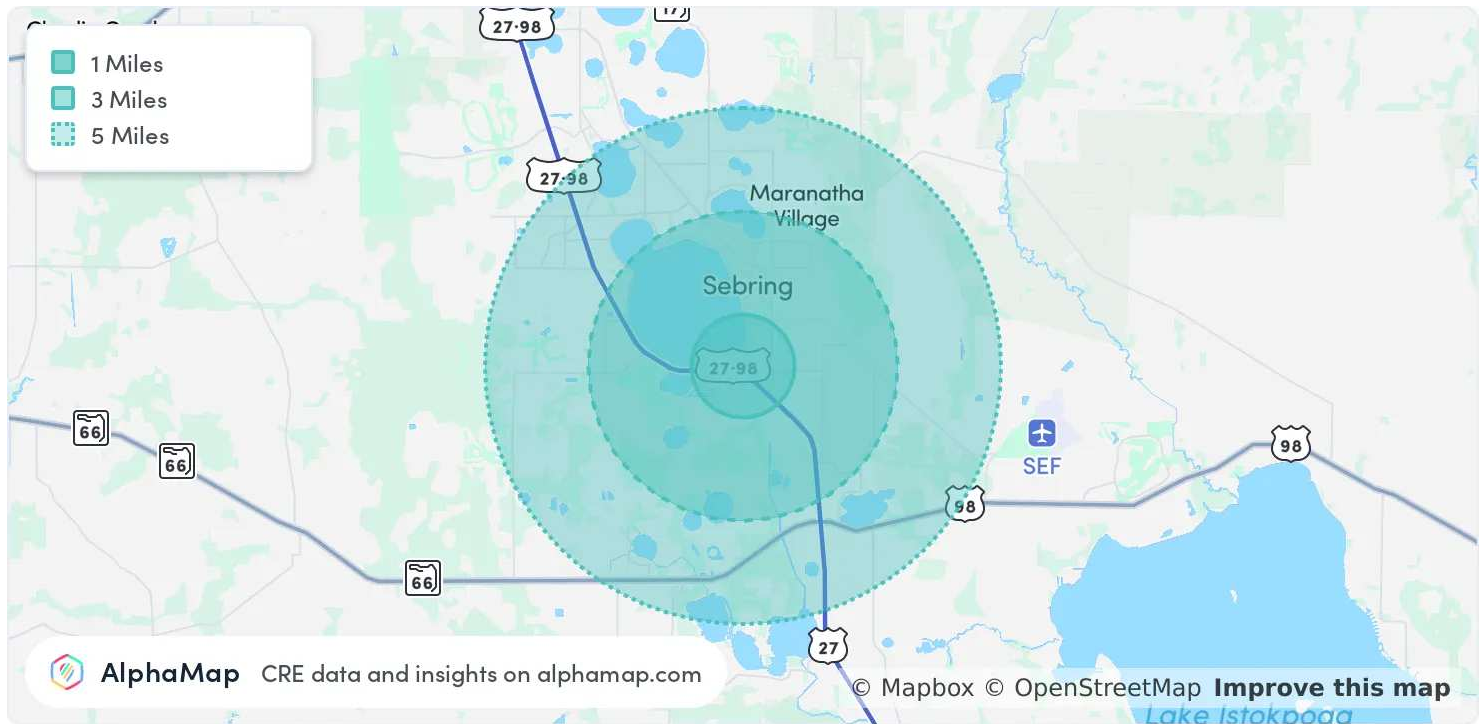 27·98
17
1 Miles
3 Miles
5 Miles
27·98
Maranatha
Village
Sebring
27·98
66
66
98
SEF
98
66
27
AlphaMap CRE data and insights on alphamap.com
© Mapbox © OpenStreetMap Improve this map
Lake Istokpoga